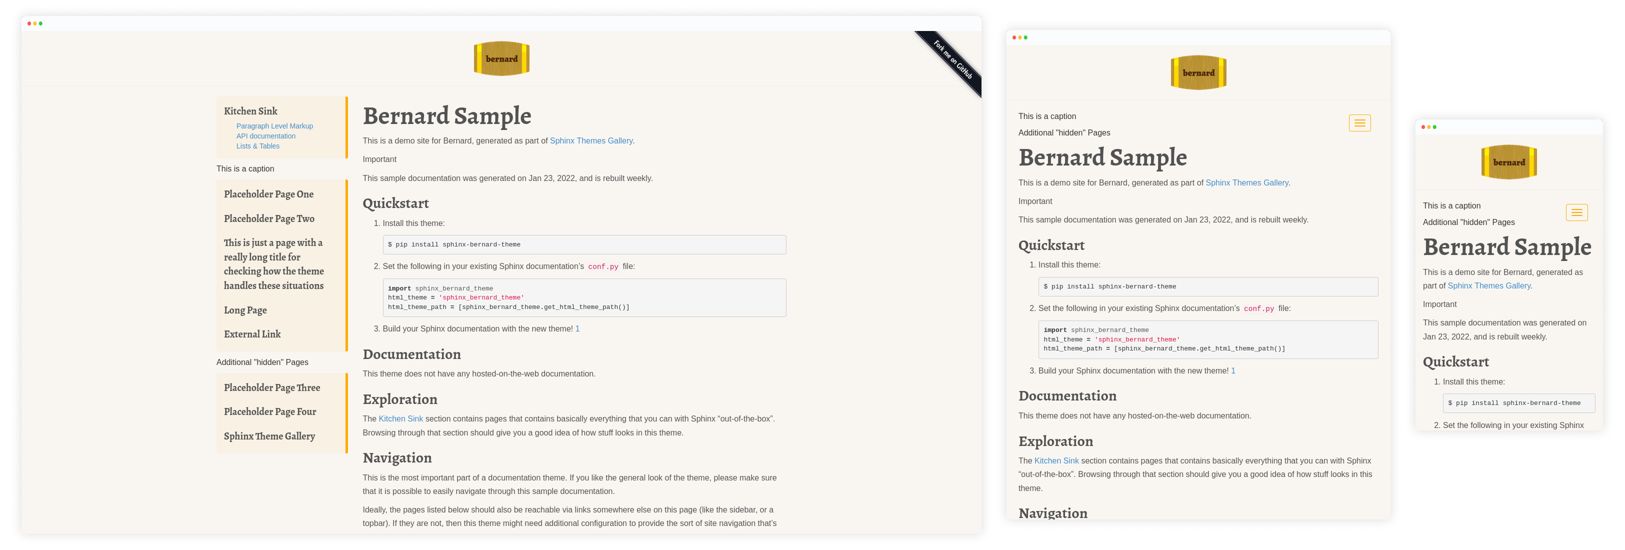 bernard
Fork me on GitHub
Kitchen Sink
Paragraph Level Markup
API documentation
Lists & Tables
This is a caption
Placeholder Page One
Placeholder Page Two
This is just a page with a
really long title for
checking how the theme
handles these situations
Long Page
External Link
Additional "hidden" Pages
Placeholder Page Three
Placeholder Page Four
Sphinx Theme Gallery
Bernard Sample
This is a demo site for Bernard, generated as part of Sphinx Themes Gallery.
Important
This sample documentation was generated on Jan 23, 2022, and is rebuilt weekly.
Quickstart
1. Install this theme:
$ pip install sphinx-bernard-theme
2. Set the following in your existing Sphinx documentation’s conf.py file:
import sphinx_bernard_theme
html_theme = 'sphinx_bernard_theme'
html_theme_path = [sphinx_bernard_theme.get_html_theme_path()]
3. Build your Sphinx documentation with the new theme! 1
Documentation
This theme does not have any hosted-on-the-web documentation.
Exploration
The Kitchen Sink section contains pages that contains basically everything that you can with Sphinx “out-of-the-box”.
Browsing through that section should give you a good idea of how stuff looks in this theme.
Navigation
This is the most important part of a documentation theme. If you like the general look of the theme, please make sure
that it is possible to easily navigate through this sample documentation.
Ideally, the pages listed below should also be reachable via links somewhere else on this page (like the sidebar, or a
topbar). If they are not, then this theme might need additional configuration to provide the sort of site navigation that’s
bernard
This is a caption
Additional "hidden" Pages
Bernard Sample
This is a demo site for Bernard, generated as part of Sphinx Themes Gallery.
Important
This sample documentation was generated on Jan 23, 2022, and is rebuilt weekly.
Quickstart
1. Install this theme:
$ pip install sphinx-bernard-theme
2. Set the following in your existing Sphinx documentation’s conf.py file:
import sphinx_bernard_theme
html_theme = 'sphinx_bernard_theme'
html_theme_path = [sphinx_bernard_theme.get_html_theme_path()]
3. Build your Sphinx documentation with the new theme! 1
Documentation
This theme does not have any hosted-on-the-web documentation.
Exploration
The Kitchen Sink section contains pages that contains basically everything that you can with Sphinx
“out-of-the-box”. Browsing through that section should give you a good idea of how stuff looks in this
theme.
Navigation
bernard
This is a caption
Additional "hidden" Pages
Bernard Sample
This is a demo site for Bernard, generated as
part of Sphinx Themes Gallery.
Important
This sample documentation was generated on
Jan 23, 2022, and is rebuilt weekly.
Quickstart
1. Install this theme:
$ pip install sphinx-bernard-theme
2. Set the following in your existing Sphinx